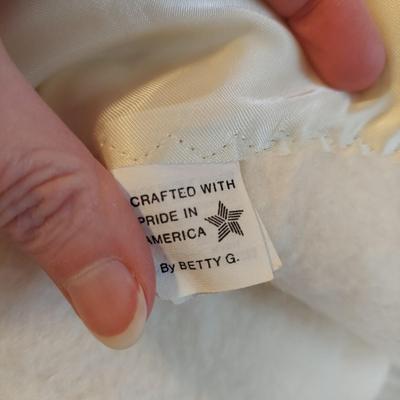 CRAFTED WITH
PRIDE IN
AMERICA
By BETTY G.